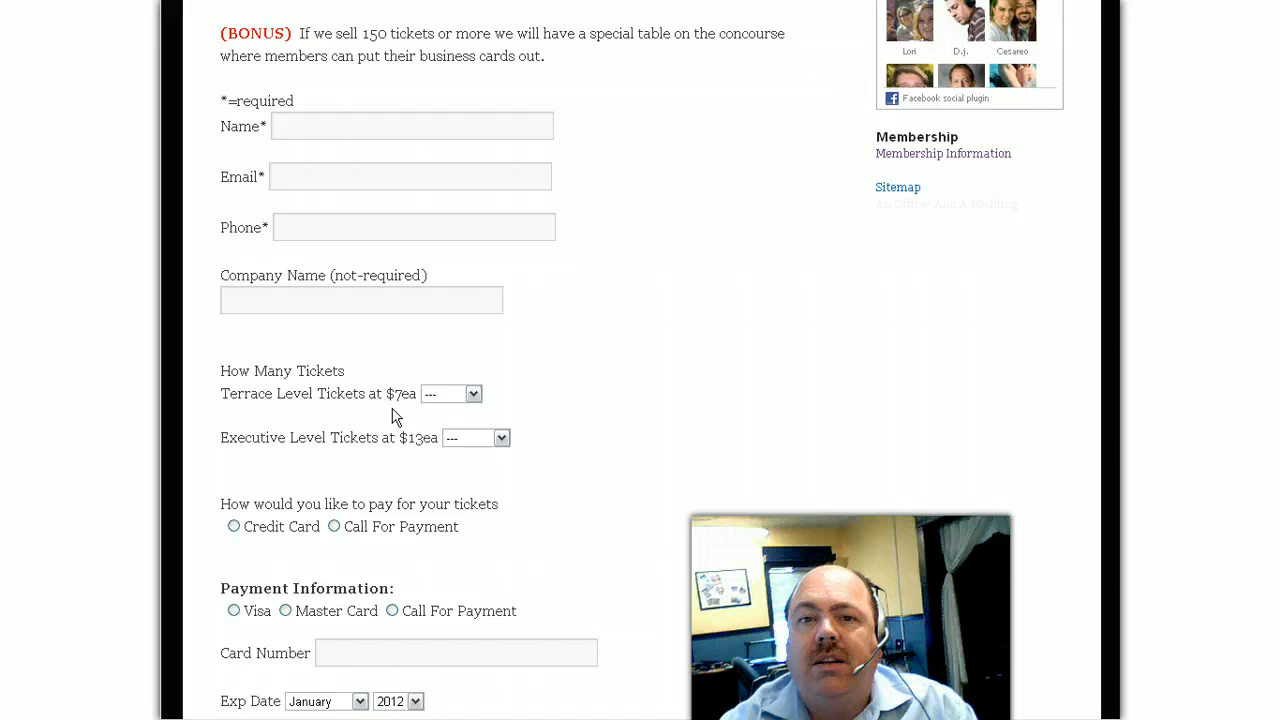 (BONUS) If we sell 150 tickets or more we will have a special table on the concourse
where members can put their business cards out.
*=required
Name*
Email*
Phone*
Company Name (not-required)
How Many Tickets
Terrace Level Tickets at $7ea ---
Executive Level Tickets at $13ea ---
How would you like to pay for your tickets
Credit Card Call For Payment
Payment Information:
Visa Master Card Call For Payment
Card Number
Exp Date January 2012
Lori D.j. Cesareo
Facebook social plugin
Membership
Membership Information
Sitemap
An Officer And A Wedding